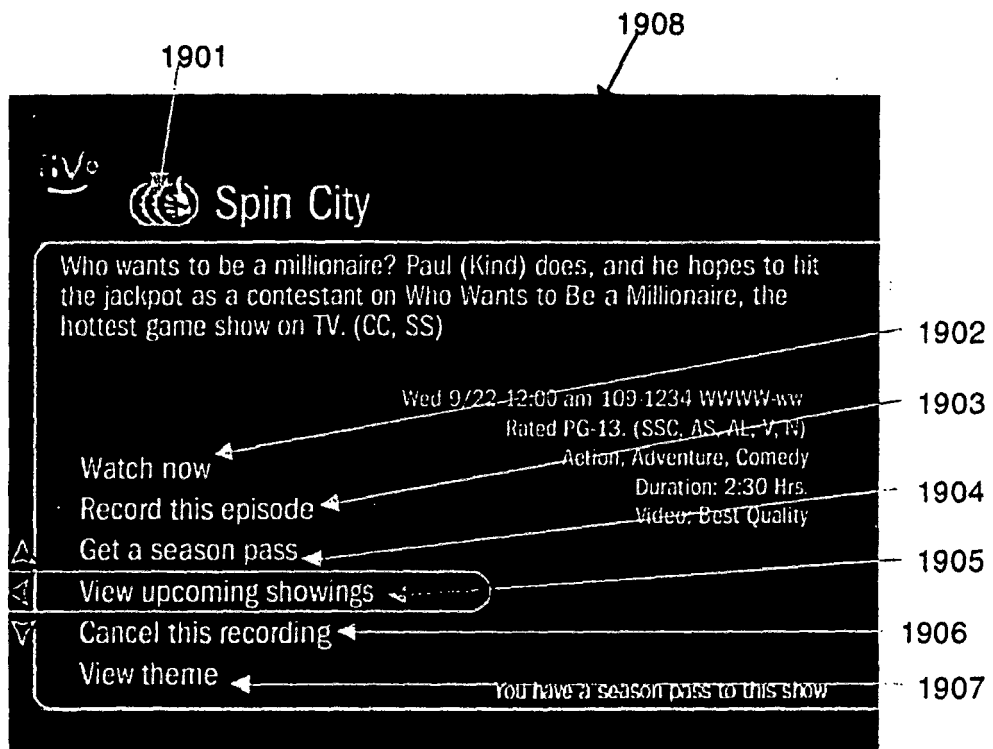 1908
1901
TiVo
Spin City
Who wants to be a millionaire? Paul (Kind) does, and he hopes to hit
the jackpot as a contestant on Who Wants to Be a Millionaire, the
hottest game show on TV. (CC, SS)
1902
Wed 9/22 12:00 am 109-1234 WWWW-ww
1903
Rated PG-13. (SSC, AS, AL, V, N)
Action, Adventure, Comedy
Watch now
Duration: 2:30 Hrs.
1904
Record this episode
Video: Best Quality
Get a season pass
1905
View upcoming showings
Cancel this recording
1906
View theme
You have a season pass to this show
1907